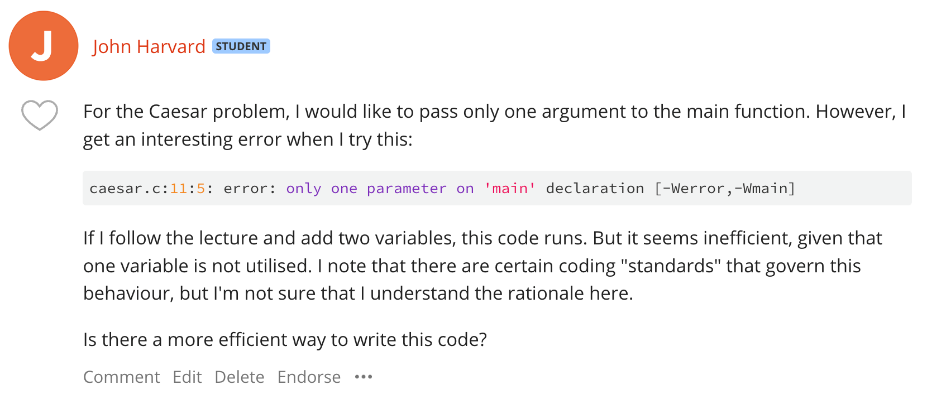 J
John Harvard STUDENT
For the Caesar problem, I would like to pass only one argument to the main function. However, I
get an interesting error when I try this:
caesar.c:11:5: error: only one parameter on 'main' declaration [-Werror,-Wmain]
If I follow the lecture and add two variables, this code runs. But it seems inefficient, given that
one variable is not utilised. I note that there are certain coding "standards" that govern this
behaviour, but I'm not sure that I understand the rationale here.
Is there a more efficient way to write this code?
Comment Edit Delete Endorse •••